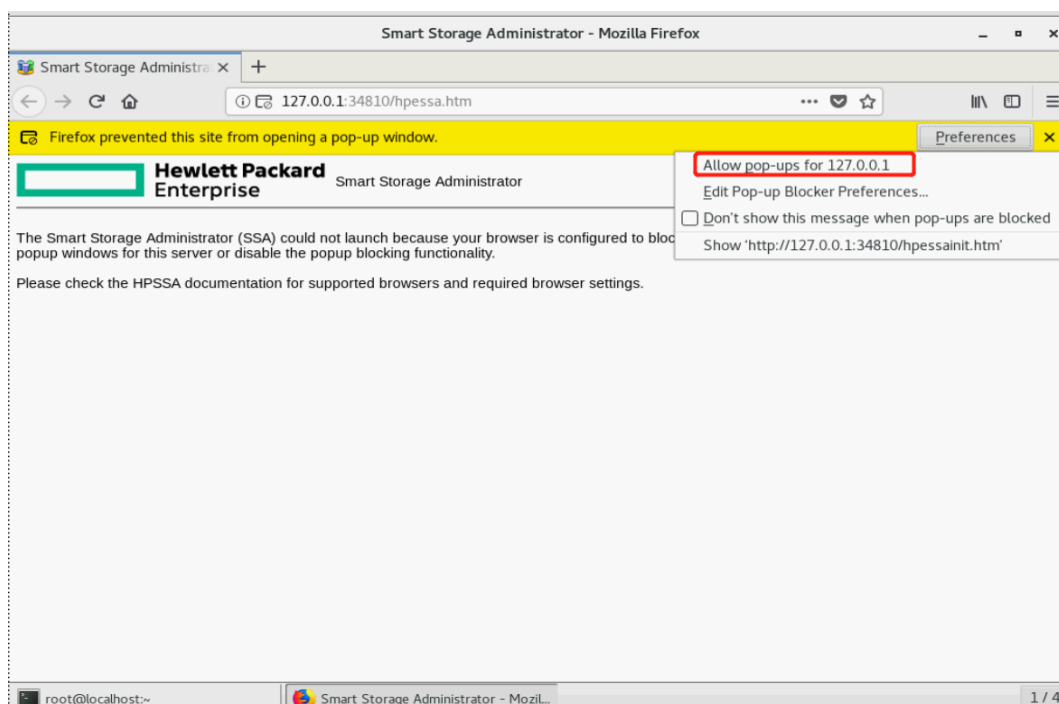 Smart Storage Administrator - Mozilla Firefox
Smart Storage Administra
127.0.0.1:34810/hpessa.htm
Firefox prevented this site from opening a pop-up window.
Preferences
Allow pop-ups for 127.0.0.1
Edit Pop-up Blocker Preferences...
Don't show this message when pop-ups are blocked
Show 'http://127.0.0.1:34810/hpessainit.htm'
Hewlett Packard
Enterprise
Smart Storage Administrator
The Smart Storage Administrator (SSA) could not launch because your browser is configured to bloc
popup windows for this server or disable the popup blocking functionality.
Please check the HPSSA documentation for supported browsers and required browser settings.
root@localhost:~
Smart Storage Administrator - Mozil...
1 / 4